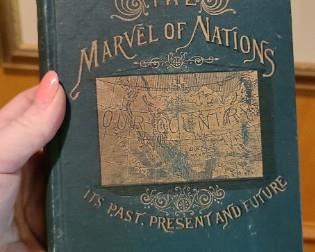 THE
MARVEL OF NATIONS
OUR COUNTRY
ITS PAST, PRESENT AND FUTURE